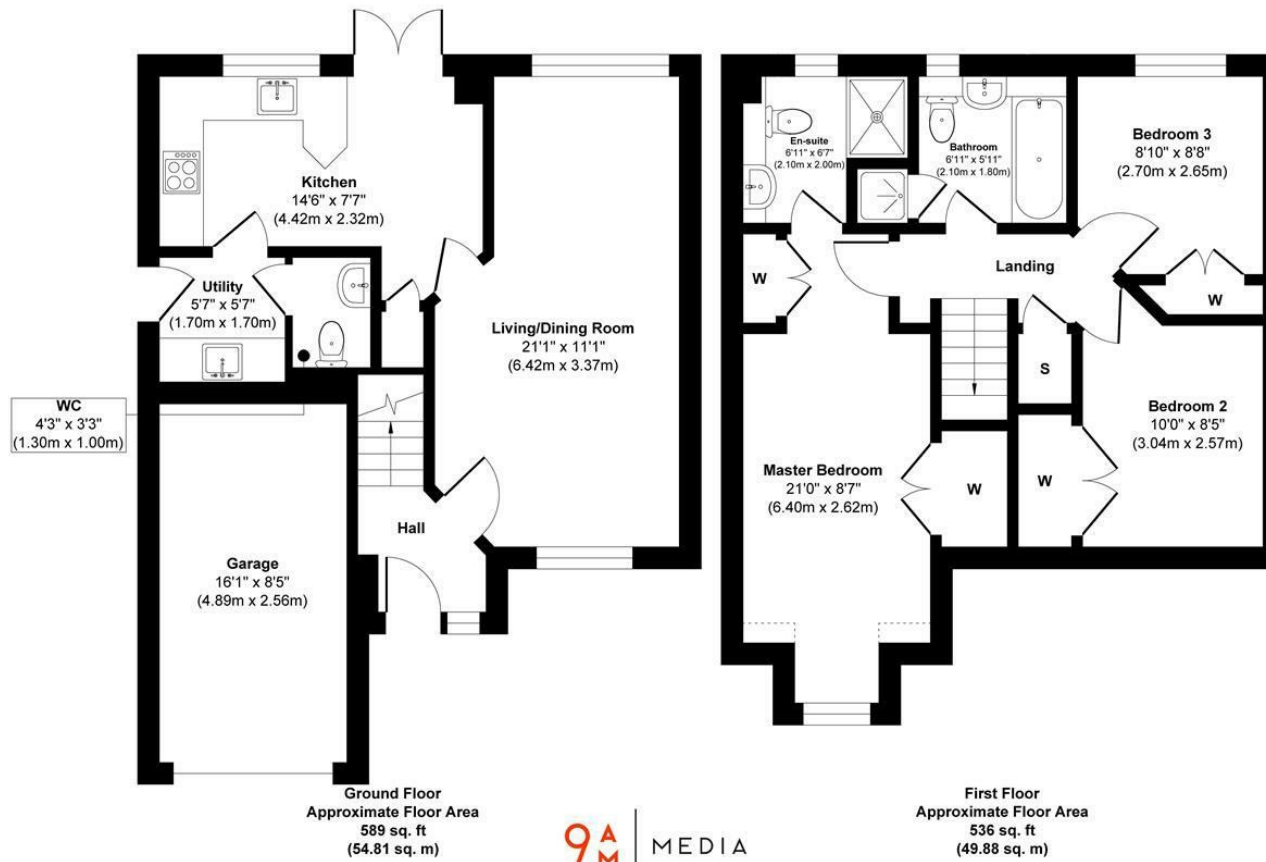 Kitchen
14'6" x 7'7"
(4.42m x 2.32m)
Utility
5'7" x 5'7"
(1.70m x 1.70m)
Living/Dining Room
21'1" x 11'1"
(6.42m x 3.37m)
WC
4'3" x 3'3"
(1.30m x 1.00m)
Hall
Garage
16'1" x 8'5"
(4.89m x 2.56m)
Ground Floor
Approximate Floor Area
589 sq. ft
(54.81 sq. m)
En-suite
6'11" x 6'7"
(2.10m x 2.00m)
Bathroom
6'11" x 5'11"
(2.10m x 1.80m)
Bedroom 3
8'10" x 8'8"
(2.70m x 2.65m)
W
Landing
W
S
Bedroom 2
10'0" x 8'5"
(3.04m x 2.57m)
Master Bedroom
21'0" x 8'7"
(6.40m x 2.62m)
W
W
First Floor
Approximate Floor Area
536 sq. ft
(49.88 sq. m)
9AM MEDIA